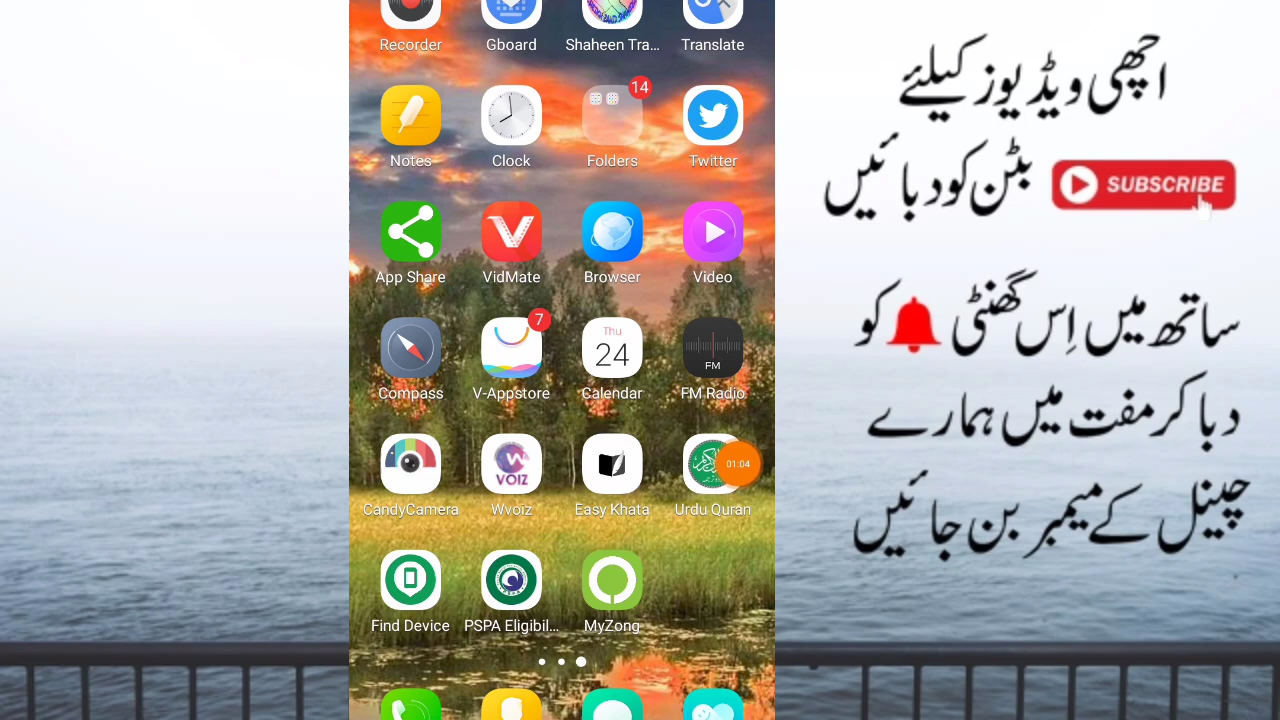 Recorder Gboard Shaheen Tra... Translate
14
Notes Clock Folders Twitter
App Share VidMate Browser Video
7
Thu
24
FM
Compass V-Appstore Calendar FM Radio
VOIZ
01:04
CandyCamera Wvoiz Easy Khata Urdu Quran
Find Device PSPA Eligibil... MyZong
اچھی ویڈیوز کیلئے
SUBSCRIBE بٹن کو دبائیں
ساتھ میں اِس گھنٹی کو
دبا کر مفت میں ہمارے
چینل کے میمبر بن جائیں